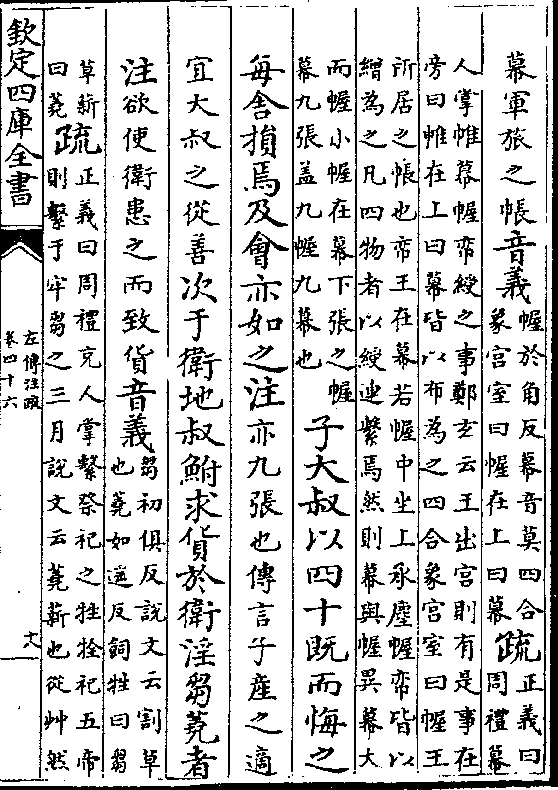 幕軍旅之帳音義幄於角反幕音莫四合象宫室曰幄在上曰幕疏正義曰周禮幕
人掌帷幕幄帟綬之事鄭𤣥云王出宫則有是事在
旁曰帷在上曰幕皆以布為之四合象宫室曰幄王
所居之帳也帟王在幕若幄中坐上承塵幄帟皆以
繒為之凡四物者以綬連繫焉然則幕與幄異幕大
而幄小幄在幕下張之幄
幕九張盖九幄九幕也子大叔以四十既而悔之
每舍損焉及會亦如之注亦九張也傳言子産之適
宜大叔之從善次于衛地叔鮒求貨於衛淫芻蕘者
注欲使衛患之而致貨音義芻初俱反說文云割草也蕘如遥反飼牲曰芻
草薪曰蕘疏正義曰周禮充人掌繫祭祀之牲牷祀五帝
則繫于牢芻之三月說文云蕘薪也從艸然
欽定四庫全書
左傳注疏
卷四十六
十八